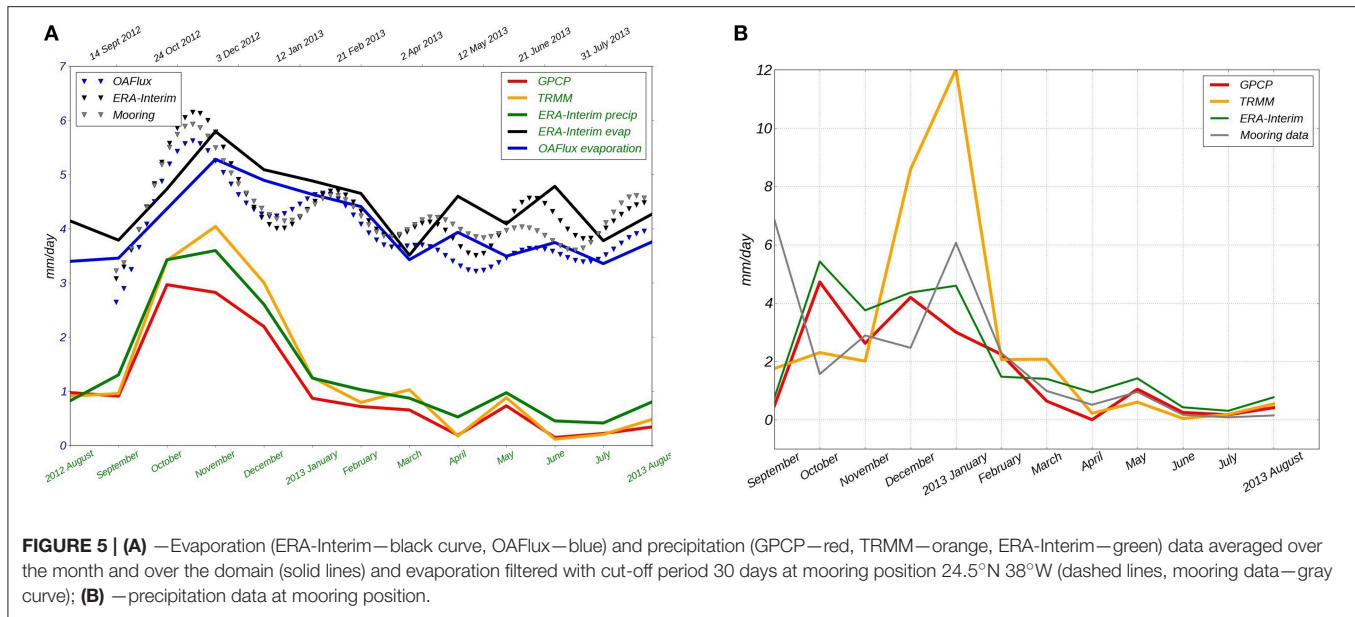 A
14 Sept 2012
24 Oct 2012
3 Dec 2012
12 Jan 2013
21 Feb 2013
2 Apr 2013
12 May 2013
21 June 2013
31 July 2013
7
6
5
4
3
2
1
0
mm/day
OAFlux
ERA-Interim
Mooring
GPCP
TRMM
ERA-Interim precip
ERA-Interim evap
OAFlux evaporation
2012 August
September
October
November
December
2013 January
February
March
April
May
June
July
2013 August
B
12
10
8
6
4
2
0
mm/day
GPCP
TRMM
ERA-Interim
Mooring data
September
October
November
December
2013 January
February
March
April
May
June
July
2013 August
FIGURE 5 | (A) —Evaporation (ERA-Interim—black curve, OAFlux—blue) and precipitation (GPCP—red, TRMM—orange, ERA-Interim—green) data averaged over
the month and over the domain (solid lines) and evaporation filtered with cut-off period 30 days at mooring position 24.5°N 38°W (dashed lines, mooring data—gray
curve); (B) —precipitation data at mooring position.